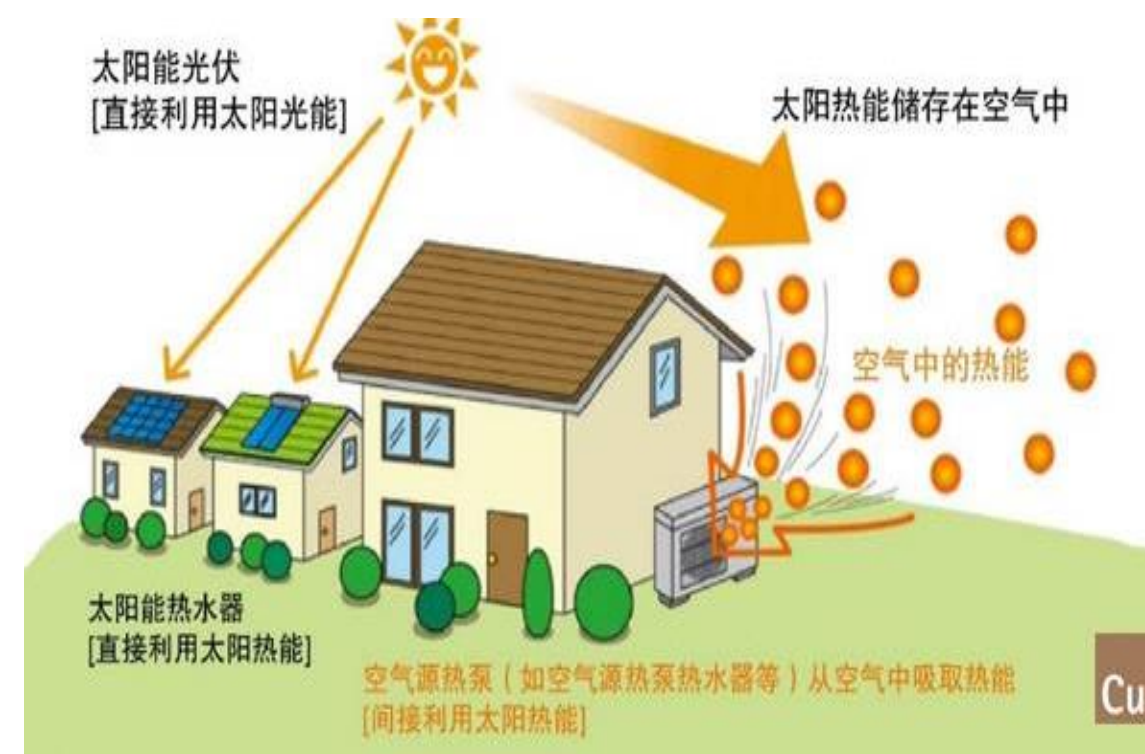 太阳能光伏
[直接利用太阳光能]
太阳热能储存在空气中
空气中的热能
太阳能热水器
[直接利用太阳热能]
空气源热泵（如空气源热泵热水器等）从空气中吸取热能
[间接利用太阳热能]
Cu